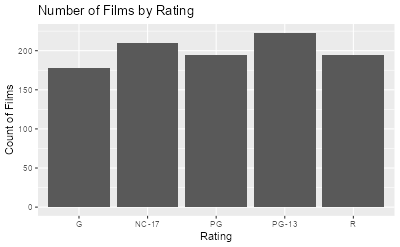 Number of Films by Rating
Count of Films
200
150
100
50
0
G NC-17 PG PG-13 R
Rating